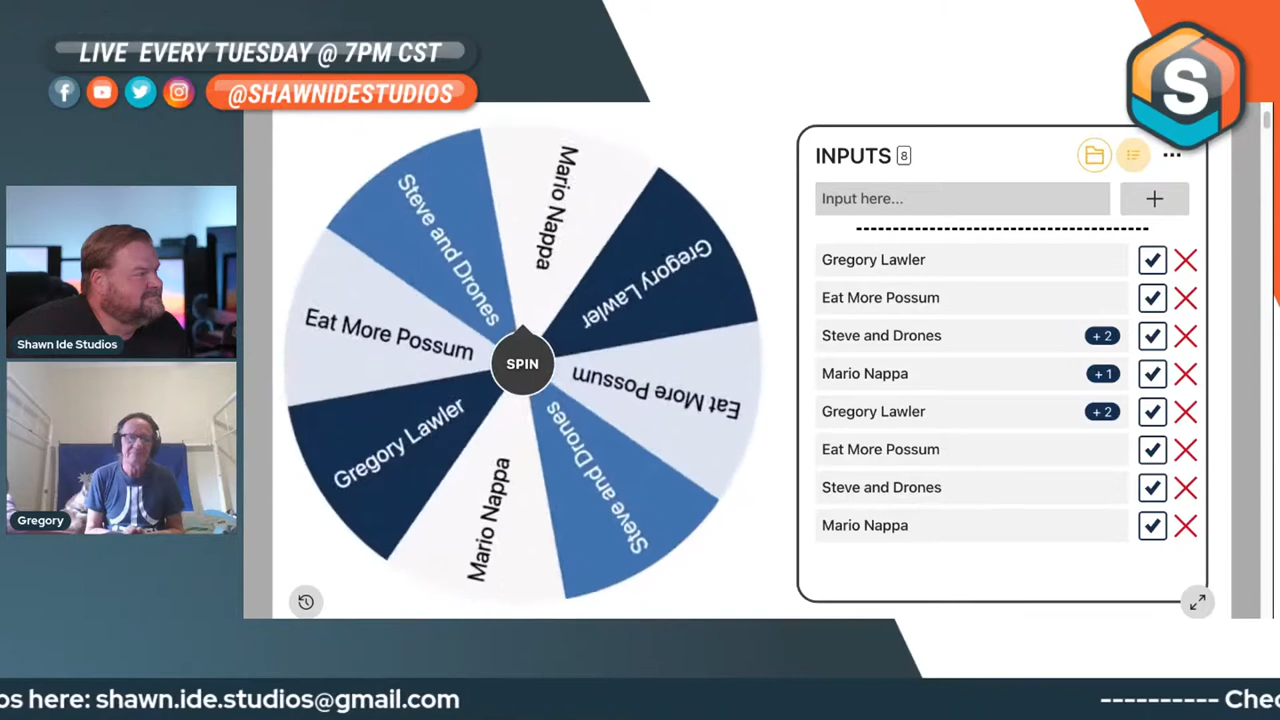 LIVE EVERY TUESDAY @ 7PM CST
@SHAWNIDESTUDIOS
S
Shawn Ide Studios
Gregory
Mario Nappa
Gregory Lawler
Eat More Possum
Steve and Drones
Mario Nappa
Gregory Lawler
Eat More Possum
Steve and Drones
SPIN
INPUTS 8
Input here...
Gregory Lawler
Eat More Possum
Steve and Drones +2
Mario Nappa +1
Gregory Lawler +2
Eat More Possum
Steve and Drones
Mario Nappa
os here: shawn.ide.studios@gmail.com
---------- Chec